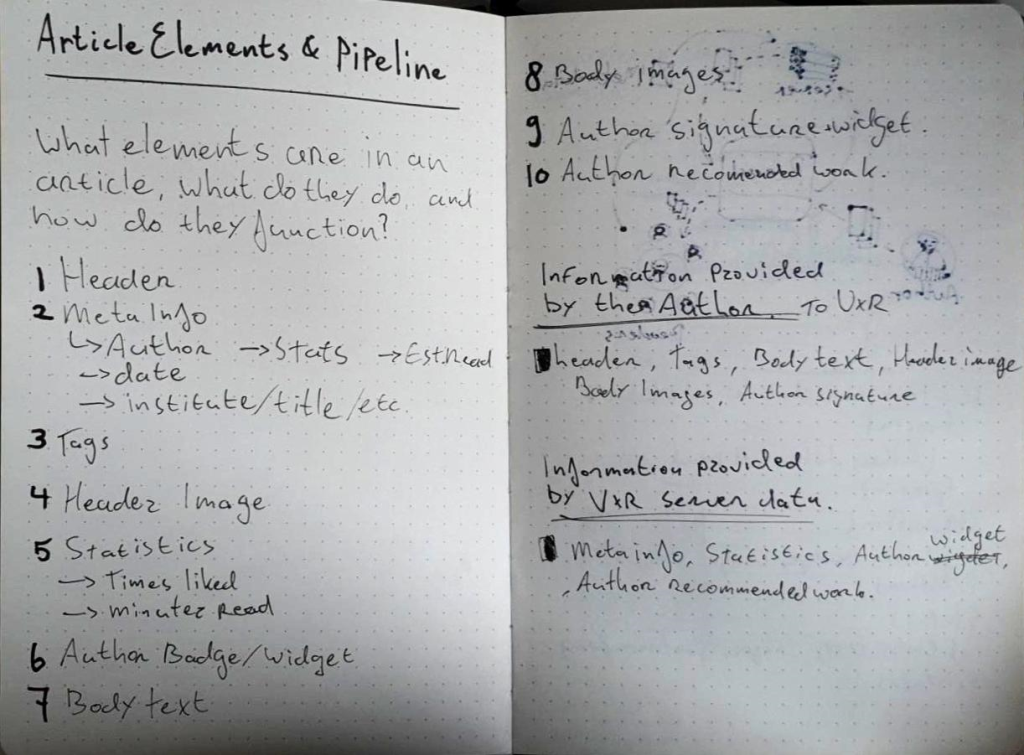 Article Elements & Pipeline
What elements are in an
article, what do they do, and
how do they function?
1 Header
2 Meta Info
↳ Author → Stats → Est Read
→ date
→ institute/title/etc.
3 Tags
4 Header Image
5 Statistics
→ Times liked
→ minutez Read
6 Author Badge/Widget
7 Body text
8 Body images
9 Author signature widget.
10 Author recomended work.
Information Provided
by the Author. To VxR
header, Tags, Body text, Header image
Body Images, Author signature
Information provided
by VxR server data.
widget
Meta info, Statistics, Author wigdet,
, Author recommended work.